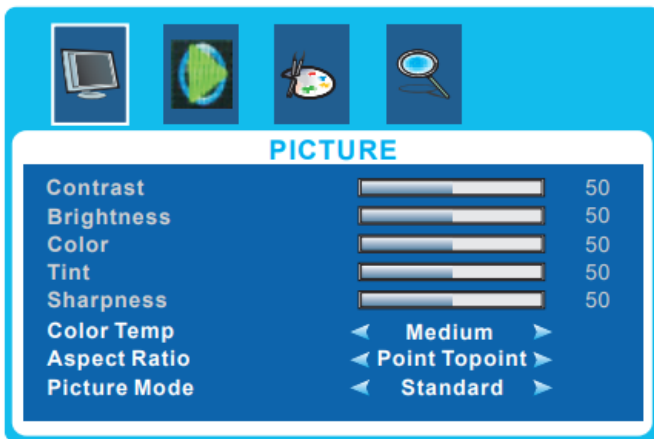 PICTURE
Contrast 50
Brightness 50
Color 50
Tint 50
Sharpness 50
Color Temp Medium
Aspect Ratio Point Topoint
Picture Mode Standard